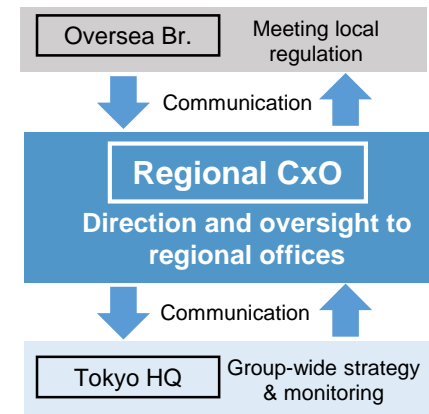 Oversea Br.
Meeting local
regulation
Communication
Regional CxO
Direction and oversight to
regional offices
Communication
Tokyo HQ
Group-wide strategy
& monitoring